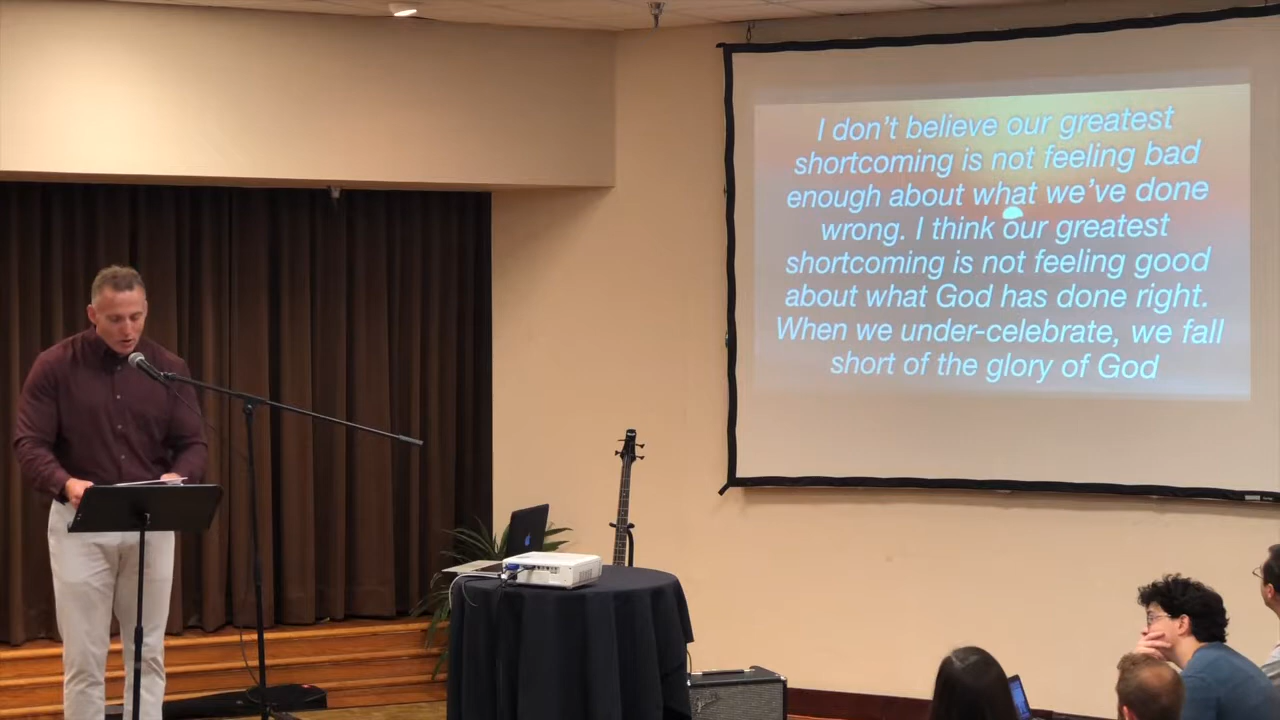 I don't believe our greatest
shortcoming is not feeling bad
enough about what we've done
wrong. I think our greatest
shortcoming is not feeling good
about what God has done right.
When we under-celebrate, we fall
short of the glory of God